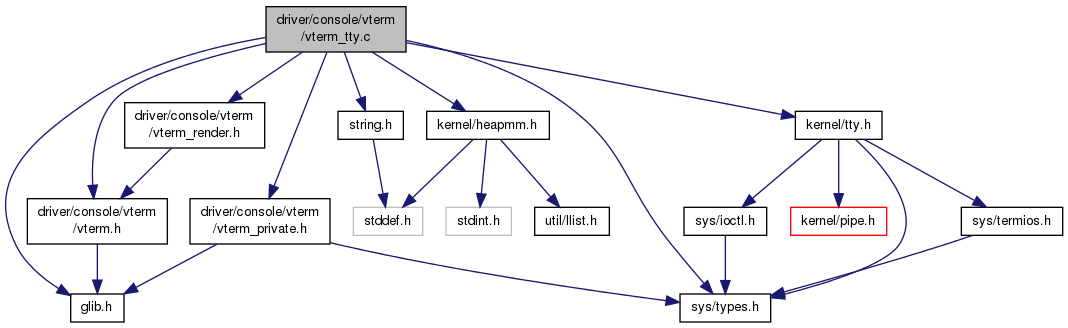 driver/console/vterm
/vterm_tty.c
driver/console/vterm
/vterm_render.h
string.h
kernel/heapmm.h
kernel/tty.h
driver/console/vterm
/vterm.h
driver/console/vterm
/vterm_private.h
stddef.h
stdint.h
util/llist.h
sys/ioctl.h
kernel/pipe.h
sys/termios.h
glib.h
sys/types.h